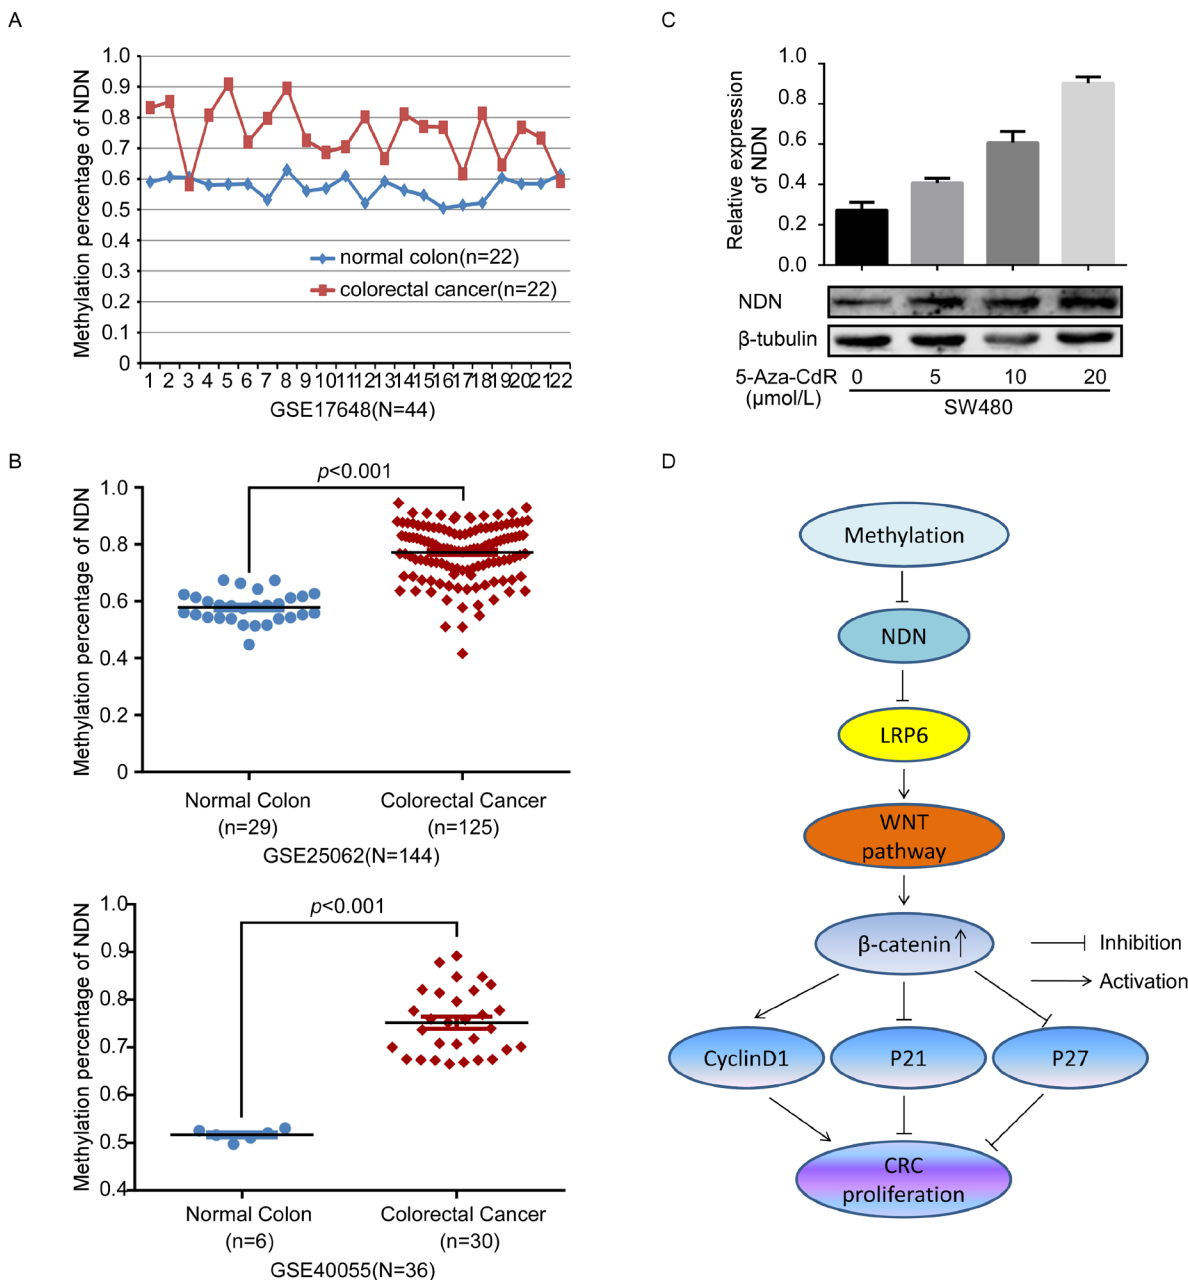 A
Methylation percentage of NDN
1.0
0.9
0.8
0.7
0.6
0.5
0.4
0.3
0.2
0.1
0
normal colon(n=22)
colorectal cancer(n=22)
1 2 3 4 5 6 7 8 9 10 11 12 13 14 15 16 17 18 19 20 21 22
GSE17648(N=44)
B
Methylation percentage of NDN
1.0
0.8
0.6
0.4
0.2
0
p<0.001
Normal Colon
(n=29)
Colorectal Cancer
(n=125)
GSE25062(N=144)
Methylation percentage of NDN
1.0
0.9
0.8
0.7
0.6
0.5
0.4
p<0.001
Normal Colon
(n=6)
Colorectal Cancer
(n=30)
GSE40055(N=36)
C
Relative expression
of NDN
1.0
0.8
0.6
0.4
0.2
0.0
NDN
β-tubulin
5-Aza-CdR 0 5 10 20
(μmol/L)
SW480
D
Methylation
NDN
LRP6
WNT
pathway
β-catenin↑
Inhibition
Activation
CyclinD1
P21
P27
CRC
proliferation